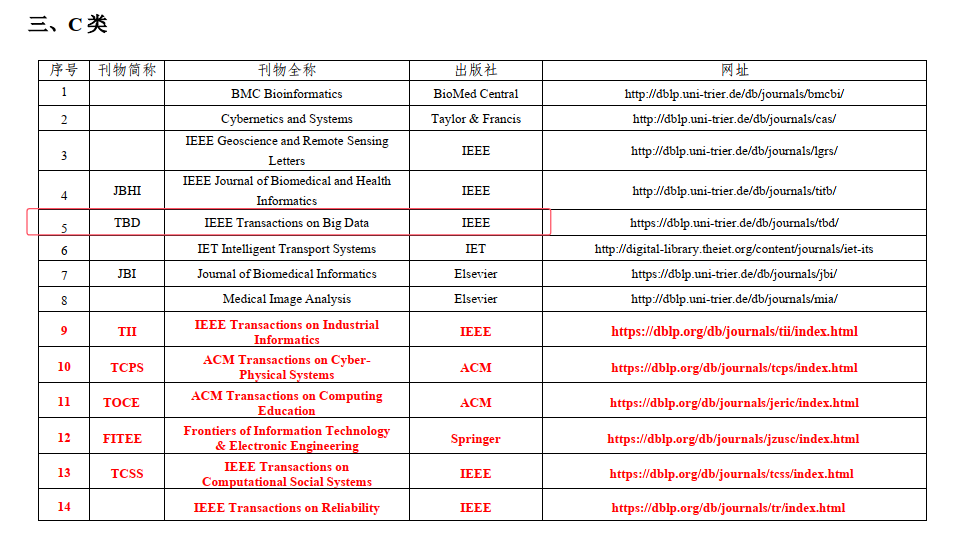 三、C 类
序号 刊物简称 刊物全称 出版社 网址
1 BMC Bioinformatics BioMed Central http://dblp.uni-trier.de/db/journals/bmcbi/
2 Cybernetics and Systems Taylor & Francis http://dblp.uni-trier.de/db/journals/cas/
3 IEEE Geoscience and Remote Sensing
Letters IEEE http://dblp.uni-trier.de/db/journals/lgrs/
4 JBHI IEEE Journal of Biomedical and Health
Informatics IEEE http://dblp.uni-trier.de/db/journals/titb/
5 TBD IEEE Transactions on Big Data IEEE https://dblp.uni-trier.de/db/journals/tbd/
6 IET Intelligent Transport Systems IET http://digital-library.theiet.org/content/journals/iet-its
7 JBI Journal of Biomedical Informatics Elsevier https://dblp.uni-trier.de/db/journals/jbi/
8 Medical Image Analysis Elsevier http://dblp.uni-trier.de/db/journals/mia/
9 TII IEEE Transactions on Industrial
Informatics IEEE https://dblp.org/db/journals/tii/index.html
10 TCPS ACM Transactions on Cyber-
Physical Systems ACM https://dblp.org/db/journals/tcps/index.html
11 TOCE ACM Transactions on Computing
Education ACM https://dblp.org/db/journals/jeric/index.html
12 FITEE Frontiers of Information Technology
& Electronic Engineering Springer https://dblp.org/db/journals/jzusc/index.html
13 TCSS IEEE Transactions on
Computational Social Systems IEEE https://dblp.org/db/journals/tcss/index.html
14 IEEE Transactions on Reliability IEEE https://dblp.org/db/journals/tr/index.html